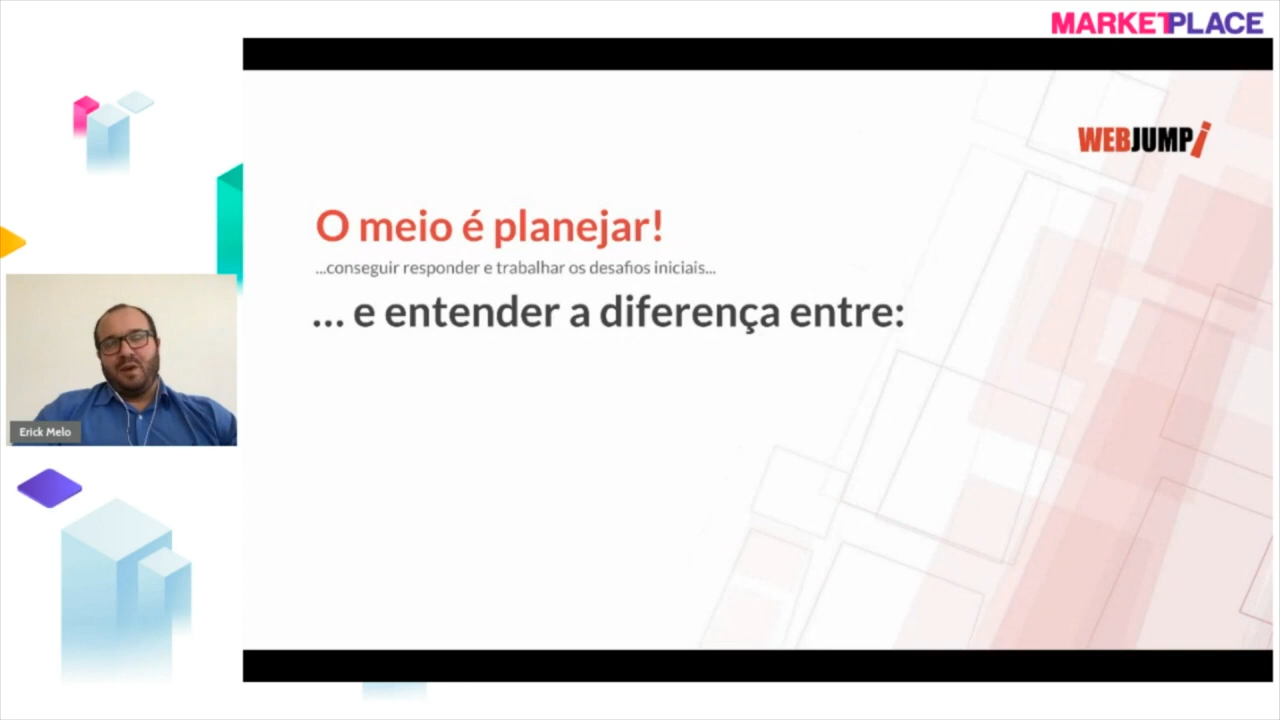 MARKETPLACE
WEBJUMP!
O meio é planejar!
...conseguir responder e trabalhar os desafios iniciais...
... e entender a diferença entre:
Erick Melo